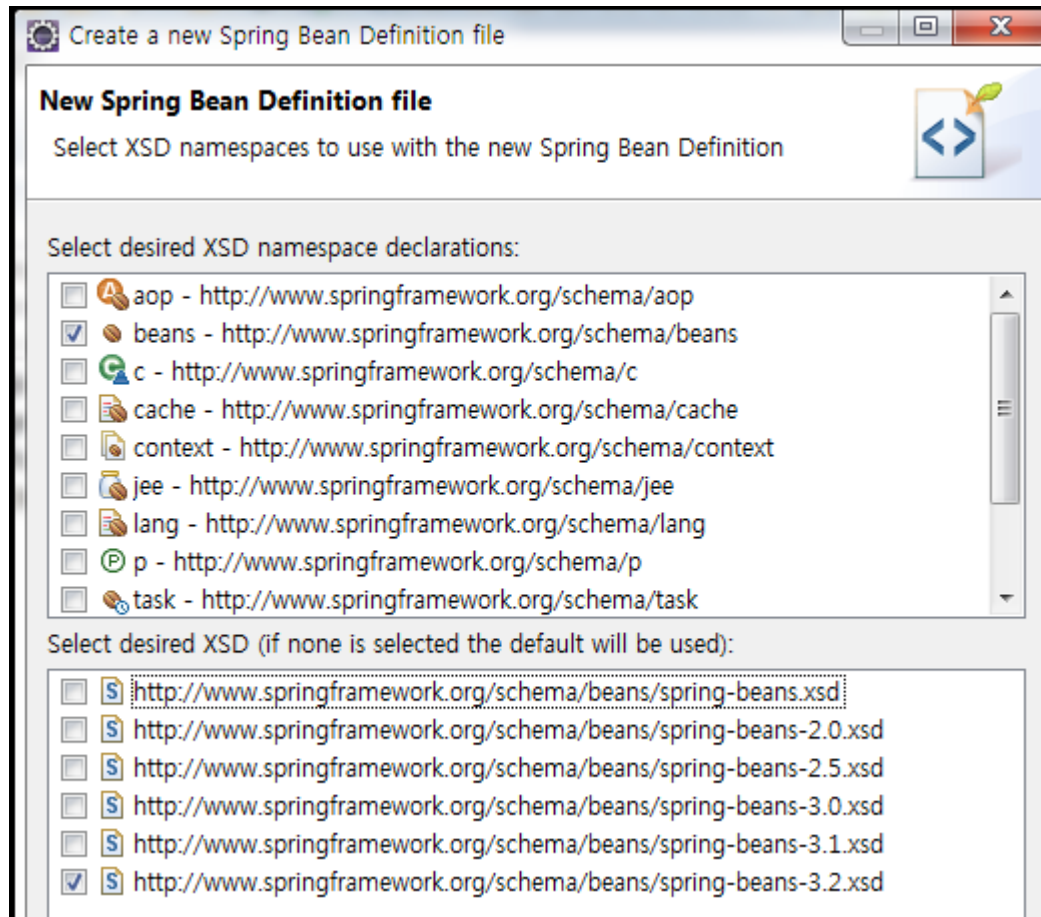 Create a new Spring Bean Definition file
New Spring Bean Definition file
Select XSD namespaces to use with the new Spring Bean Definition
Select desired XSD namespace declarations:
aop - http://www.springframework.org/schema/aop
beans - http://www.springframework.org/schema/beans
c - http://www.springframework.org/schema/c
cache - http://www.springframework.org/schema/cache
context - http://www.springframework.org/schema/context
jee - http://www.springframework.org/schema/jee
lang - http://www.springframework.org/schema/lang
p - http://www.springframework.org/schema/p
task - http://www.springframework.org/schema/task
Select desired XSD (if none is selected the default will be used):
http://www.springframework.org/schema/beans/spring-beans.xsd
http://www.springframework.org/schema/beans/spring-beans-2.0.xsd
http://www.springframework.org/schema/beans/spring-beans-2.5.xsd
http://www.springframework.org/schema/beans/spring-beans-3.0.xsd
http://www.springframework.org/schema/beans/spring-beans-3.1.xsd
http://www.springframework.org/schema/beans/spring-beans-3.2.xsd